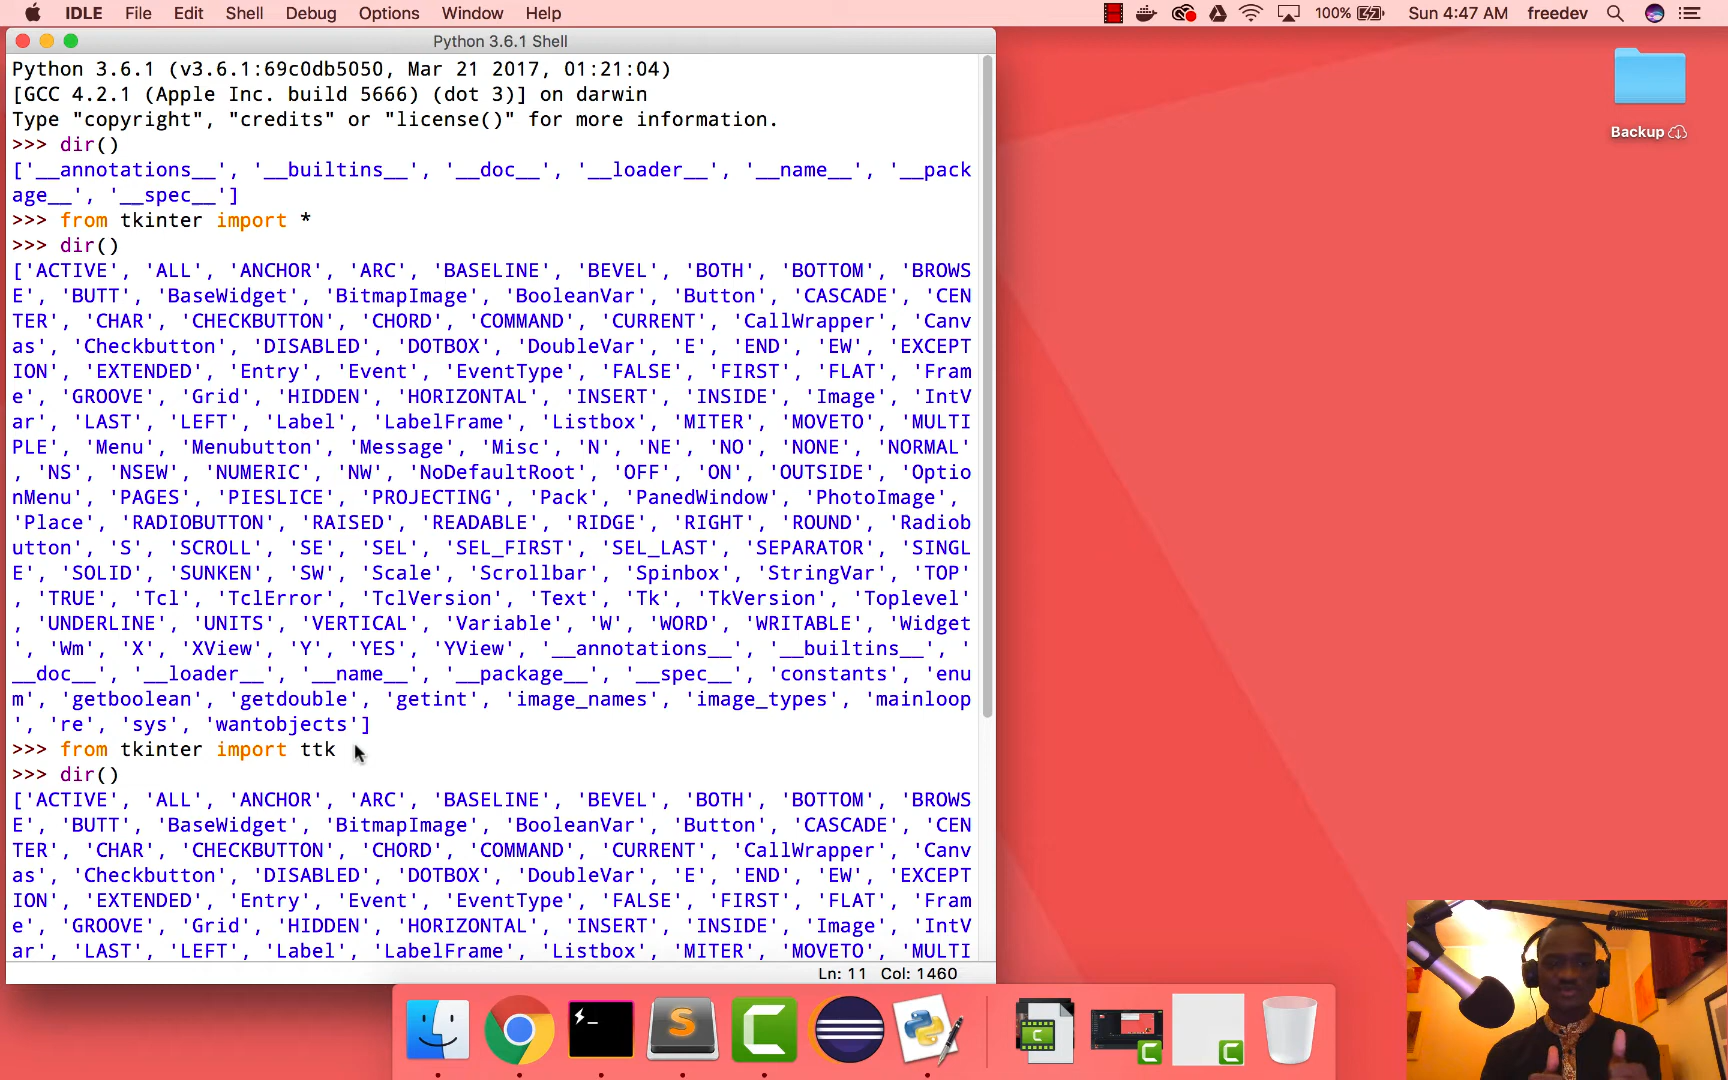 IDLE File Edit Shell Debug Options Window Help 100% Sun 4:47 AM freedev
Python 3.6.1 Shell
Python 3.6.1 (v3.6.1:69c0db5050, Mar 21 2017, 01:21:04)
[GCC 4.2.1 (Apple Inc. build 5666) (dot 3)] on darwin
Type "copyright", "credits" or "license()" for more information.
>>> dir()
['__annotations__', '__builtins__', '__doc__', '__loader__', '__name__', '__pack
age__', '__spec__']
>>> from tkinter import *
>>> dir()
['ACTIVE', 'ALL', 'ANCHOR', 'ARC', 'BASELINE', 'BEVEL', 'BOTH', 'BOTTOM', 'BROWS
E', 'BUTT', 'BaseWidget', 'BitmapImage', 'BooleanVar', 'Button', 'CASCADE', 'CEN
TER', 'CHAR', 'CHECKBUTTON', 'CHORD', 'COMMAND', 'CURRENT', 'CallWrapper', 'Canv
as', 'Checkbutton', 'DISABLED', 'DOTBOX', 'DoubleVar', 'E', 'END', 'EW', 'EXCEPT
ION', 'EXTENDED', 'Entry', 'Event', 'EventType', 'FALSE', 'FIRST', 'FLAT', 'Fram
e', 'GROOVE', 'Grid', 'HIDDEN', 'HORIZONTAL', 'INSERT', 'INSIDE', 'Image', 'IntV
ar', 'LAST', 'LEFT', 'Label', 'LabelFrame', 'Listbox', 'MITER', 'MOVETO', 'MULTI
PLE', 'Menu', 'Menubutton', 'Message', 'Misc', 'N', 'NE', 'NO', 'NONE', 'NORMAL'
, 'NS', 'NSEW', 'NUMERIC', 'NW', 'NoDefaultRoot', 'OFF', 'ON', 'OUTSIDE', 'Optio
nMenu', 'PAGES', 'PIESLICE', 'PROJECTING', 'Pack', 'PanedWindow', 'PhotoImage',
'Place', 'RADIOBUTTON', 'RAISED', 'READABLE', 'RIDGE', 'RIGHT', 'ROUND', 'Radiob
utton', 'S', 'SCROLL', 'SE', 'SEL', 'SEL_FIRST', 'SEL_LAST', 'SEPARATOR', 'SINGL
E', 'SOLID', 'SUNKEN', 'SW', 'Scale', 'Scrollbar', 'Spinbox', 'StringVar', 'TOP'
, 'TRUE', 'Tcl', 'TclError', 'TclVersion', 'Text', 'Tk', 'TkVersion', 'Toplevel'
, 'UNDERLINE', 'UNITS', 'VERTICAL', 'Variable', 'W', 'WORD', 'WRITABLE', 'Widget
', 'Wm', 'X', 'XView', 'Y', 'YES', 'YView', '__annotations__', '__builtins__', '
__doc__', '__loader__', '__name__', '__package__', '__spec__', 'constants', 'enu
m', 'getboolean', 'getdouble', 'getint', 'image_names', 'image_types', 'mainloop
', 're', 'sys', 'wantobjects']
>>> from tkinter import ttk
>>> dir()
['ACTIVE', 'ALL', 'ANCHOR', 'ARC', 'BASELINE', 'BEVEL', 'BOTH', 'BOTTOM', 'BROWS
E', 'BUTT', 'BaseWidget', 'BitmapImage', 'BooleanVar', 'Button', 'CASCADE', 'CEN
TER', 'CHAR', 'CHECKBUTTON', 'CHORD', 'COMMAND', 'CURRENT', 'CallWrapper', 'Canv
as', 'Checkbutton', 'DISABLED', 'DOTBOX', 'DoubleVar', 'E', 'END', 'EW', 'EXCEPT
ION', 'EXTENDED', 'Entry', 'Event', 'EventType', 'FALSE', 'FIRST', 'FLAT', 'Fram
e', 'GROOVE', 'Grid', 'HIDDEN', 'HORIZONTAL', 'INSERT', 'INSIDE', 'Image', 'IntV
ar', 'LAST', 'LEFT', 'Label', 'LabelFrame', 'Listbox', 'MITER', 'MOVETO', 'MULTI
Ln: 11 Col: 1460
Backup